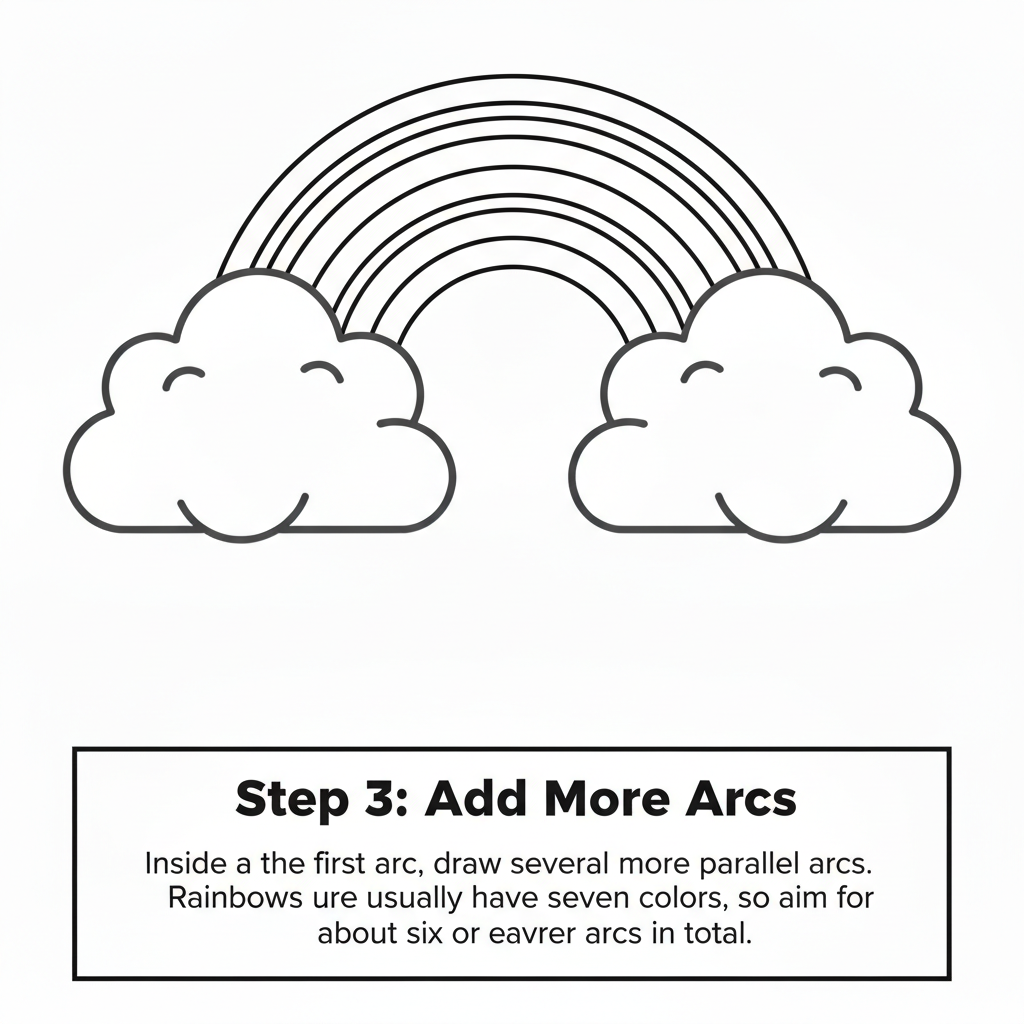 Step 3: Add More Arcs
Inside a the first arc, draw several more parallel arcs.
Rainbows ure usually have seven colors, so aim for
about six or eavrer arcs in total.